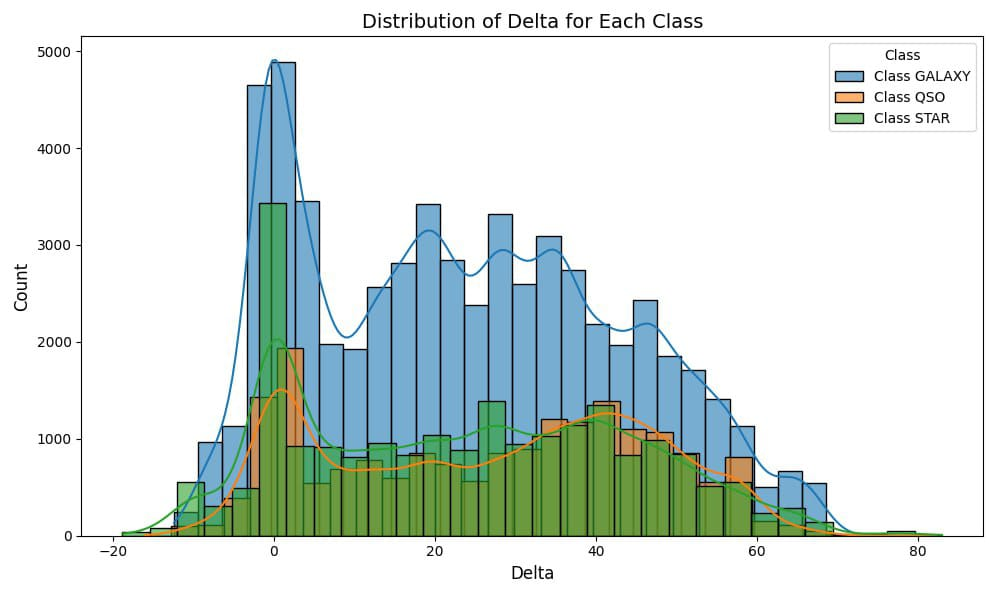 Distribution of Delta for Each Class
Class
Class GALAXY
Class QSO
Class STAR
5000
4000
3000
2000
1000
0
Count
−20
0
20
40
60
80
Delta